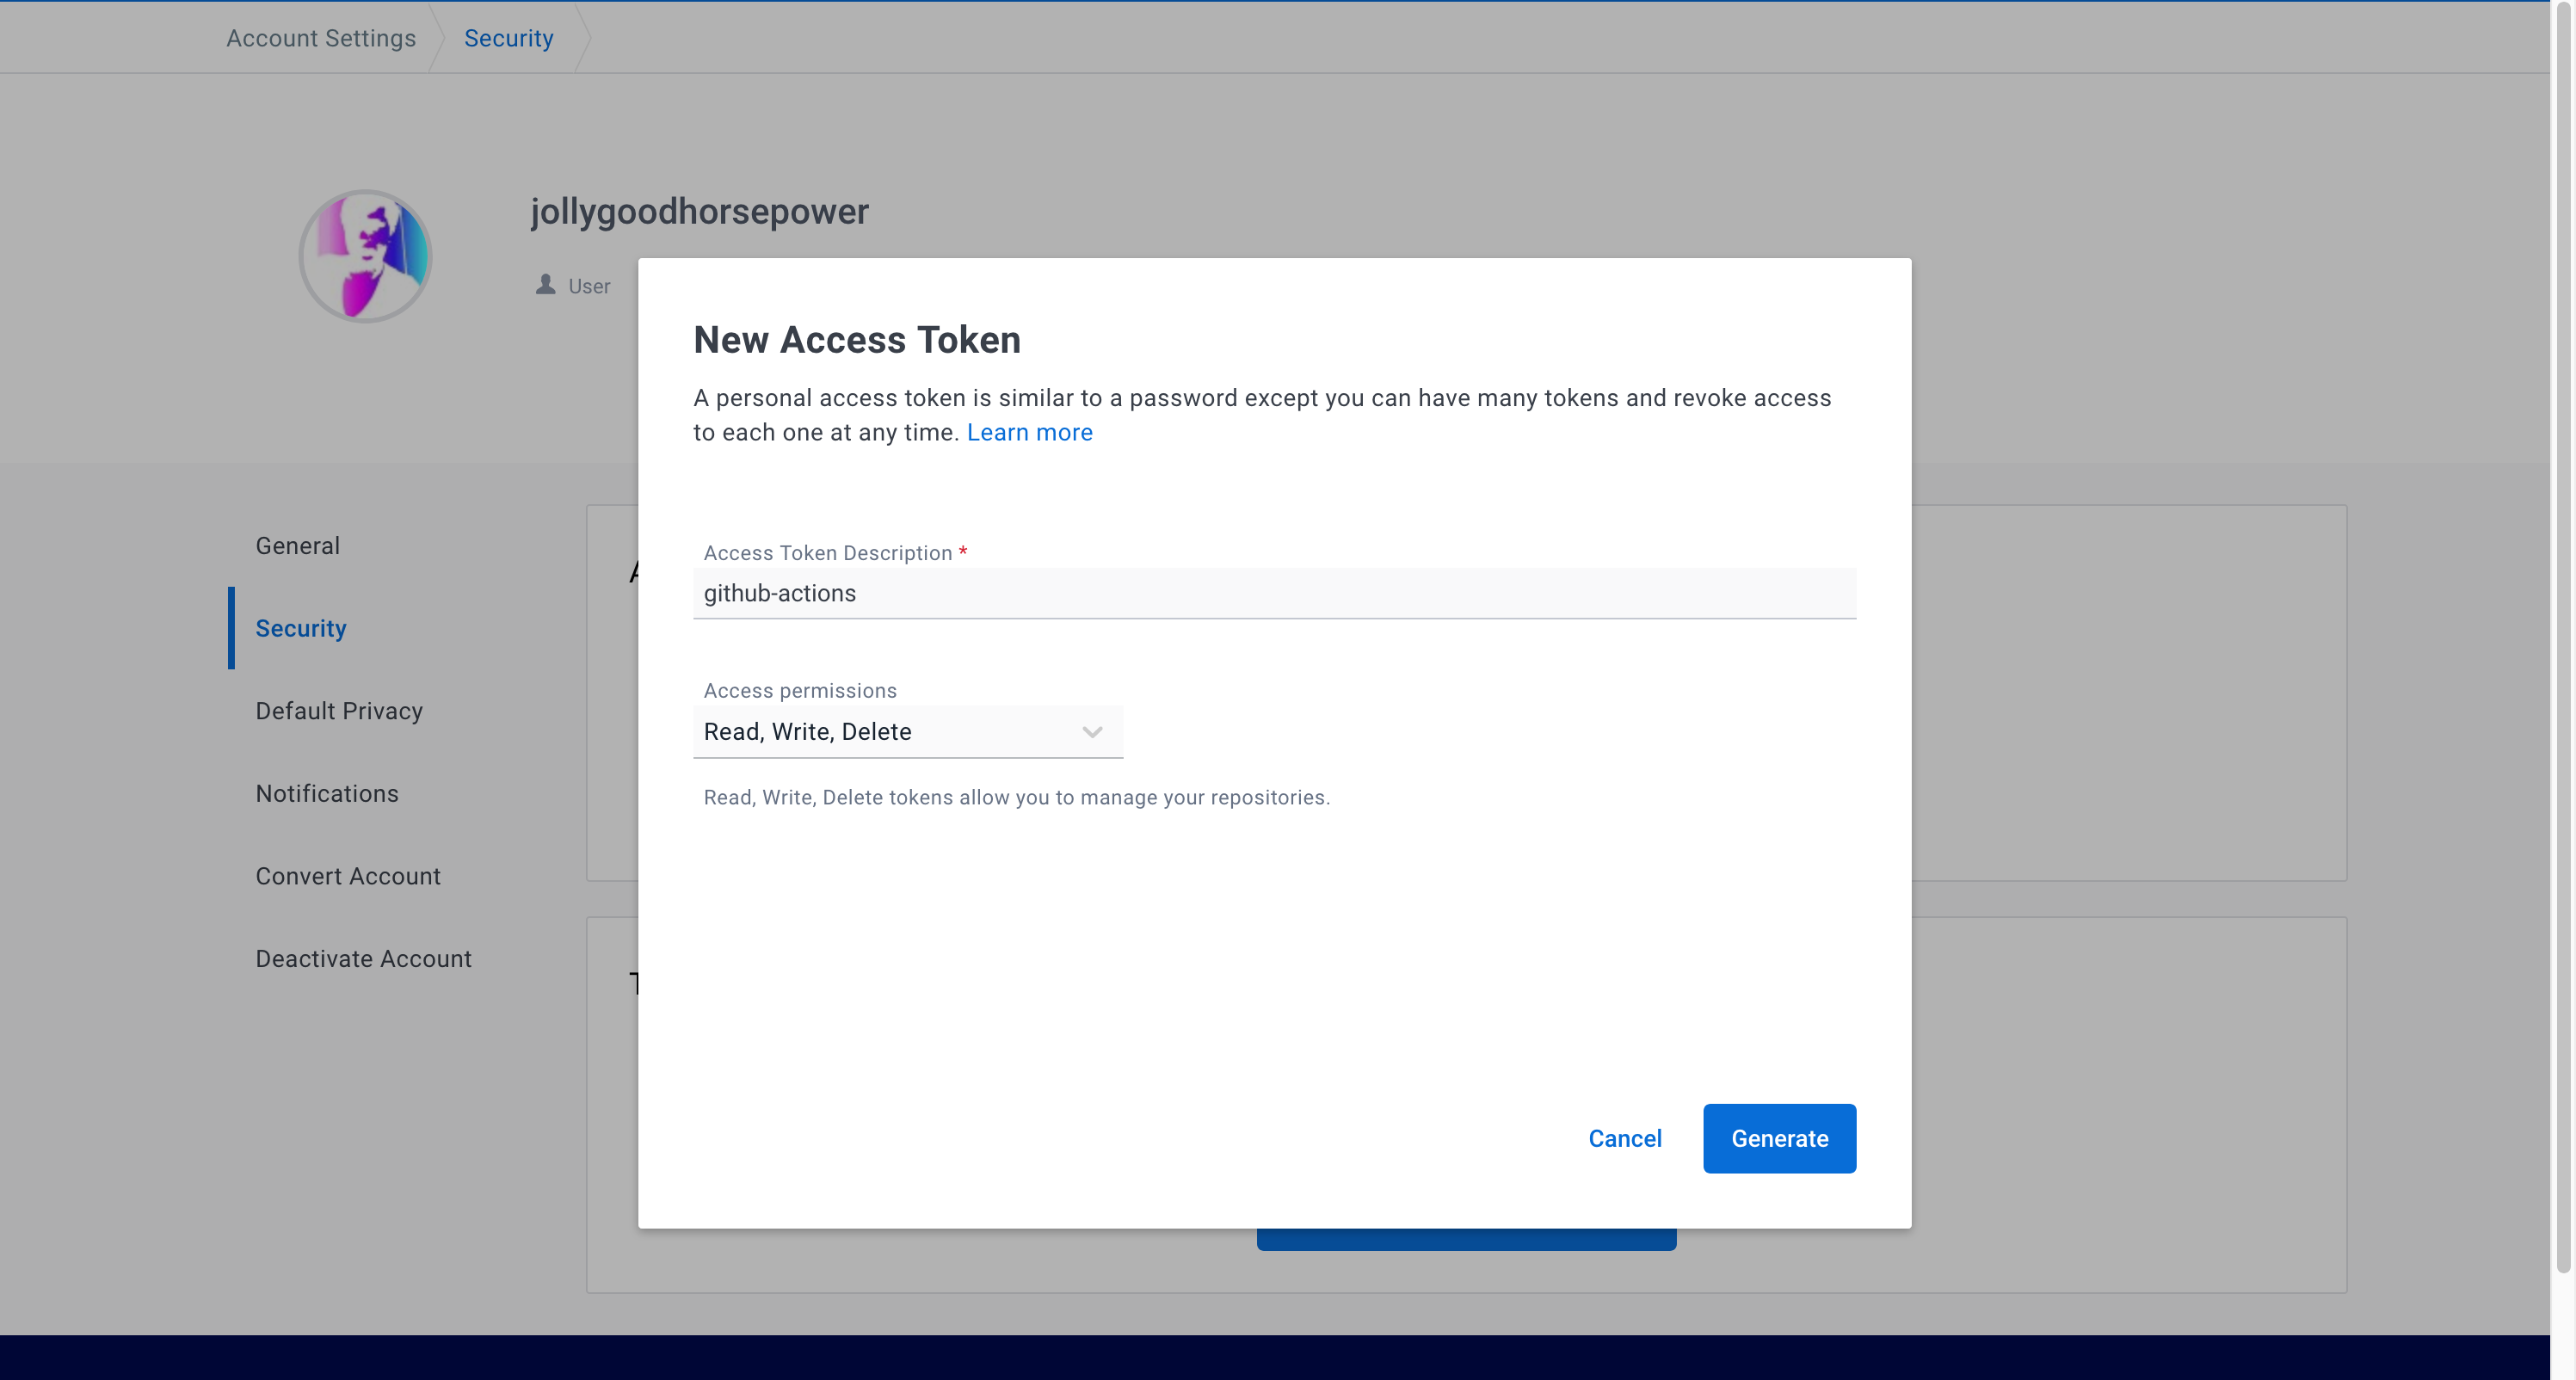 Account Settings
Security
jollygoodhorsepower
User
New Access Token
A personal access token is similar to a password except you can have many tokens and revoke access
to each one at any time. Learn more
Access Token Description *
github-actions
Access permissions
Read, Write, Delete
Read, Write, Delete tokens allow you to manage your repositories.
Cancel
Generate
General
Security
Default Privacy
Notifications
Convert Account
Deactivate Account